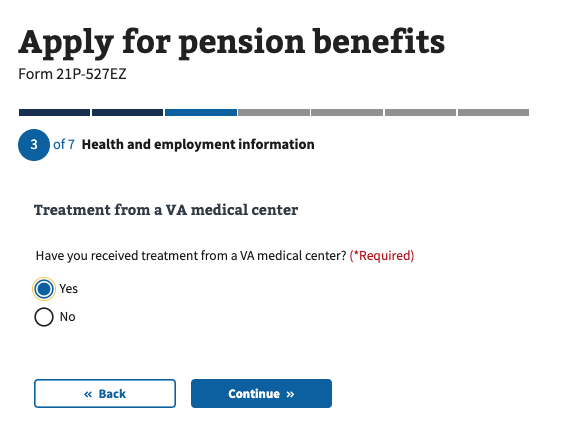 Apply for pension benefits
Form 21P-527EZ
3 of 7 Health and employment information
Treatment from a VA medical center
Have you received treatment from a VA medical center? (*Required)
Yes
No
« Back
Continue »